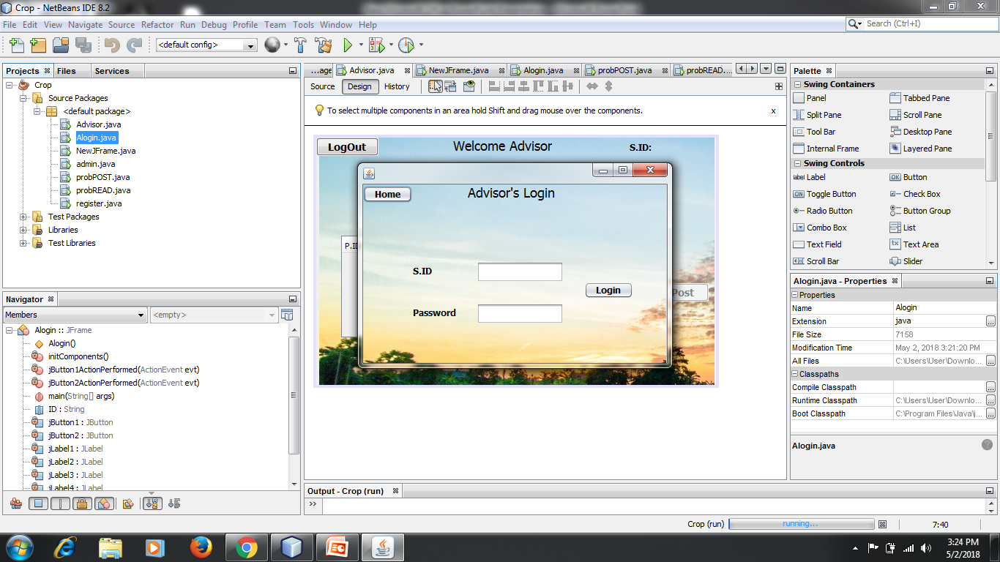 Crop - NetBeans IDE 8.2
File Edit View Navigate Source Refactor Run Debug Profile Team Tools Window Help
Search (Ctrl+I)
<default config>
Projects Files Services
Crop
Source Packages
<default package>
Advisor.java
Alogin.java
NewJFrame.java
admin.java
probPOST.java
probREAD.java
register.java
Test Packages
Libraries
Test Libraries
Navigator
Members <empty>
Alogin :: JFrame
Alogin()
initComponents()
jButton1ActionPerformed(ActionEvent evt)
jButton2ActionPerformed(ActionEvent evt)
main(String[] args)
ID : String
jButton1 : JButton
jButton2 : JButton
jLabel1 : JLabel
jLabel2 : JLabel
jLabel3 : JLabel
jLabel4 : JLabel
...age Advisor.java NewJFrame.java Alogin.java probPOST.java probREAD....
Source Design History
To select multiple components in an area hold Shift and drag mouse over the components. x
LogOut Welcome Advisor S.ID:
P.ID
Post
Home Advisor's Login
S.ID
Login
Password
Output - Crop (run)
>>
Palette
Swing Containers
Panel Tabbed Pane
Split Pane Scroll Pane
Tool Bar Desktop Pane
Internal Frame Layered Pane
Swing Controls
label Label OK Button
ON Toggle Button Check Box
Radio Button Button Group
Combo Box List
Text Field Text Area
Scroll Bar Slider
Alogin.java - Properties
Properties
Name Alogin
Extension java
File Size 7158
Modification Time May 2, 2018 3:21:20 PM
All Files C:\Users\User\Downlo...
Classpaths
Compile Classpath
Runtime Classpath C:\Users\User\Downlo...
Boot Classpath C:\Program Files\Java\j...
Alogin.java
Crop (run) running... 7:40
3:24 PM
5/2/2018